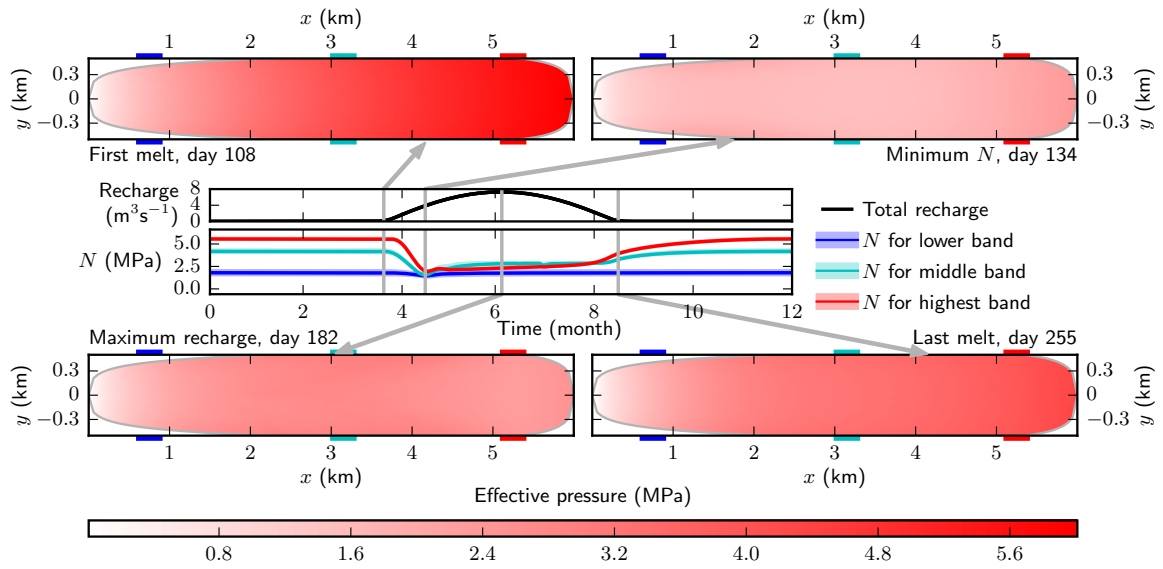 x (km) x (km)
1 2 3 4 5 1 2 3 4 5
y (km) 0.3 0.3 y (km)
0 0
−0.3 −0.3
First melt, day 108 Minimum N, day 134
Recharge 8
(m³s⁻¹) 4
0
Total recharge
N (MPa) 5.0
2.5
0.0
N for lower band
N for middle band
N for highest band
0 2 4 6 8 10 12
Time (month)
Maximum recharge, day 182 Last melt, day 255
y (km) 0.3 0.3 y (km)
0 0
−0.3 −0.3
1 2 3 4 5 1 2 3 4 5
x (km) x (km)
Effective pressure (MPa)
0.8 1.6 2.4 3.2 4.0 4.8 5.6